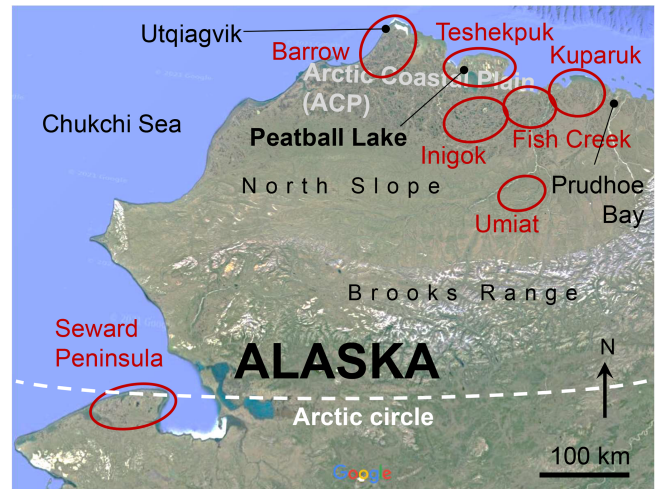 Utqiagvik
Barrow
Teshekpuk
Kuparuk
Arctic Coastal Plain
(ACP)
Chukchi Sea
Peatball Lake
Inigok
Fish Creek
North Slope
Prudhoe
Bay
Umiat
Brooks Range
Seward
Peninsula
ALASKA
N
Arctic circle
100 km
Google